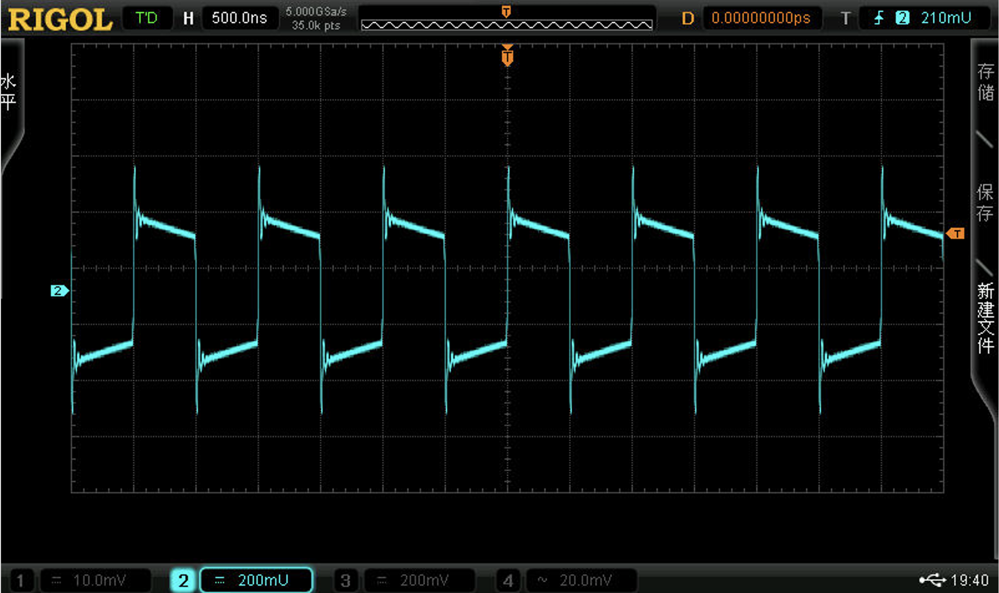 RIGOL T'D H 500.0ns 5.000GSa/s D 0.00000000ps T 2 210mU
35.0k pts
T
T
水平
存储
保存
T
2
新建文件
1 10.0mV 2 200mU 3 200mV 4 20.0mV 19:40